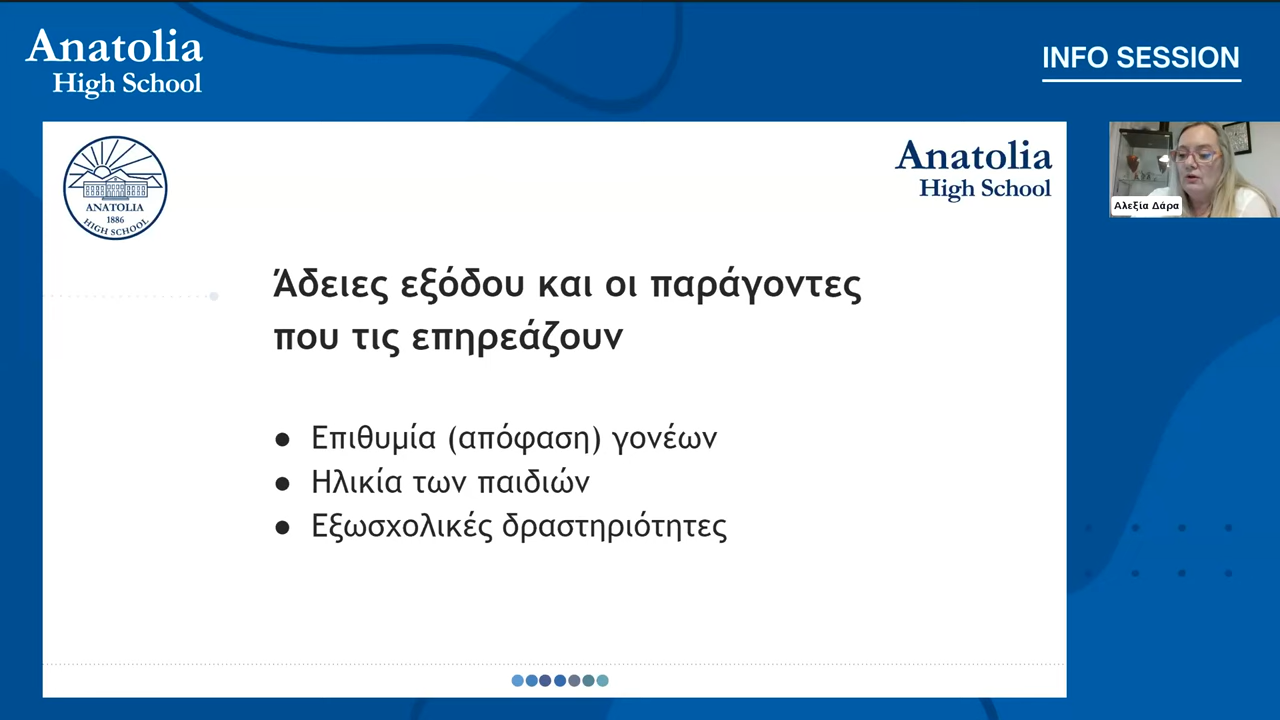 Anatolia
High School
INFO SESSION
ANATOLIA
1886
HIGH SCHOOL
Anatolia
High School
Αλεξία Δάρα
Άδειες εξόδου και οι παράγοντες
που τις επηρεάζουν
● Επιθυμία (απόφαση) γονέων
● Ηλικία των παιδιών
● Εξωσχολικές δραστηριότητες